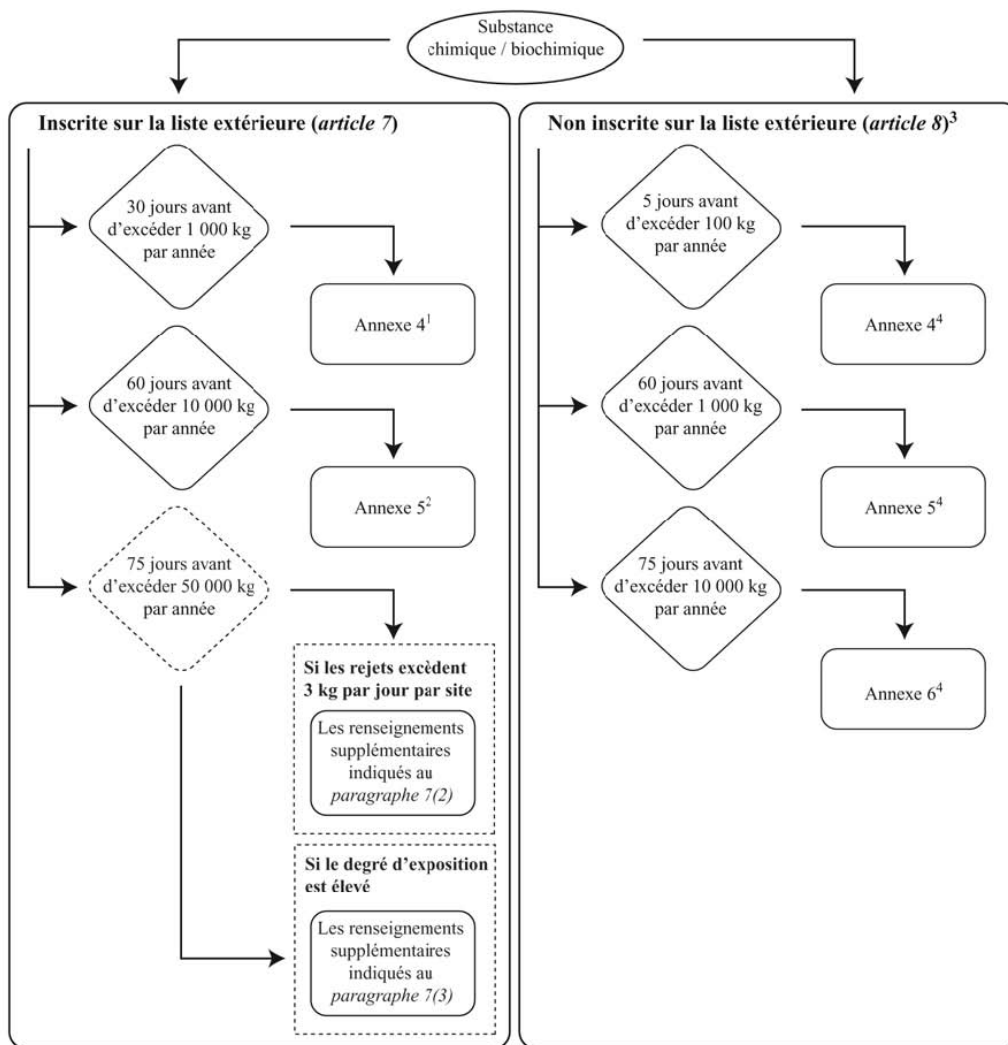 Substance
chimique / biochimique
Inscrite sur la liste extérieure (article 7)
30 jours avant
d'excéder 1 000 kg
par année
Annexe 4¹
60 jours avant
d'excéder 10 000 kg
par année
Annexe 5²
75 jours avant
d'excéder 50 000 kg
par année
Si les rejets excèdent
3 kg par jour par site
Les renseignements
supplémentaires
indiqués au
paragraphe 7(2)
Si le degré d'exposition
est élevé
Les renseignements
supplémentaires
indiqués au
paragraphe 7(3)
Non inscrite sur la liste extérieure (article 8)³
5 jours avant
d'excéder 100 kg
par année
Annexe 4⁴
60 jours avant
d'excéder 1 000 kg
par année
Annexe 5⁴
75 jours avant
d'excéder 10 000 kg
par année
Annexe 6⁴